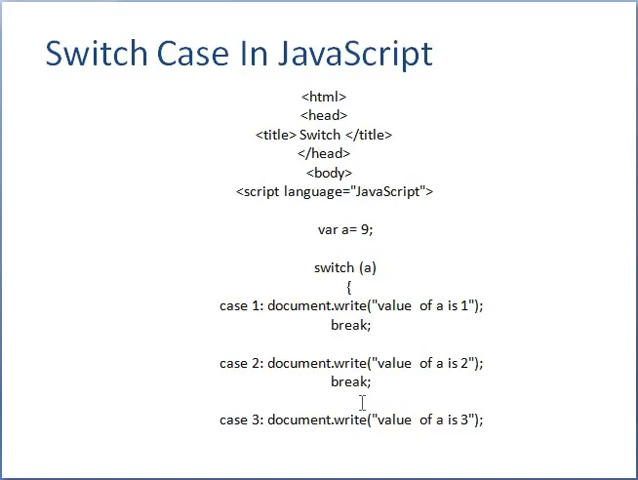 Switch Case In JavaScript
<html>
<head>
<title> Switch </title>
</head>
<body>
<script language="JavaScript">
var a= 9;
switch (a)
{
case 1: document.write("value  of a is 1");
break;
case 2: document.write("value  of a is 2");
break;
case 3: document.write("value  of a is 3");